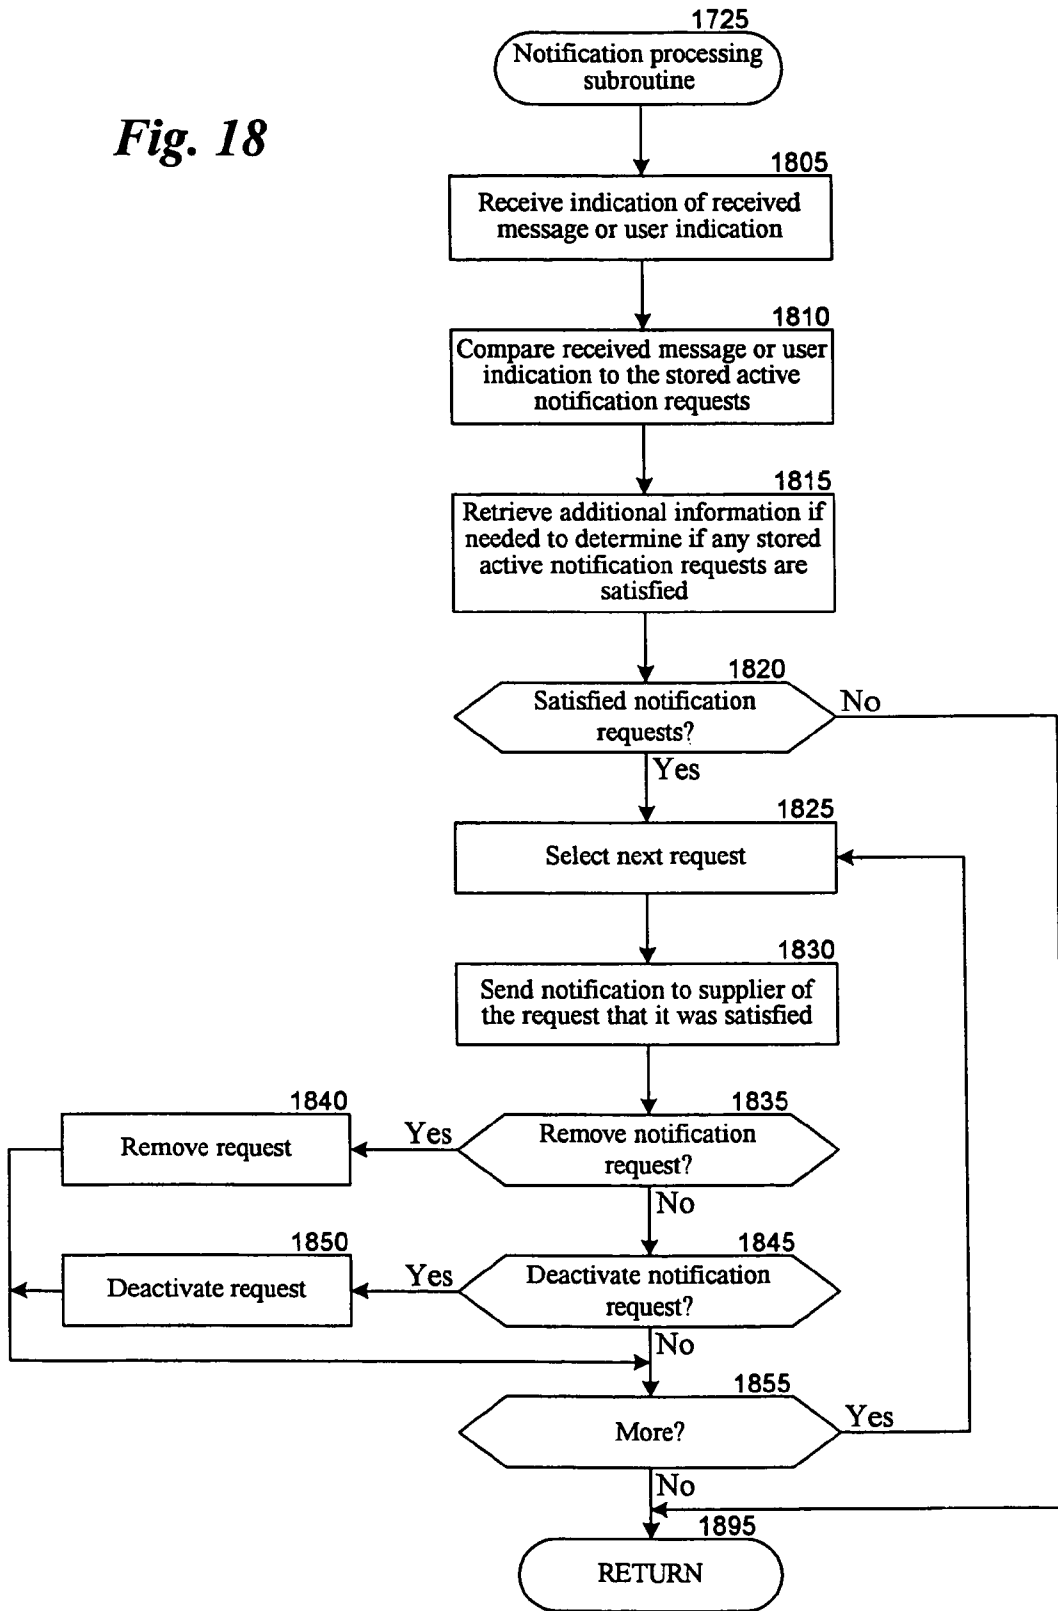 1725
Notification processing
subroutine
Fig. 18
1805
Receive indication of received
message or user indication
1810
Compare received message or user
indication to the stored active
notification requests
1815
Retrieve additional information if
needed to determine if any stored
active notification requests are
satisfied
1820
Satisfied notification
requests?
No
Yes
1825
Select next request
1830
Send notification to supplier of
the request that it was satisfied
1840
Remove request
Yes
1835
Remove notification
request?
No
1850
Deactivate request
Yes
1845
Deactivate notification
request?
No
1855
More?
Yes
No
1895
RETURN